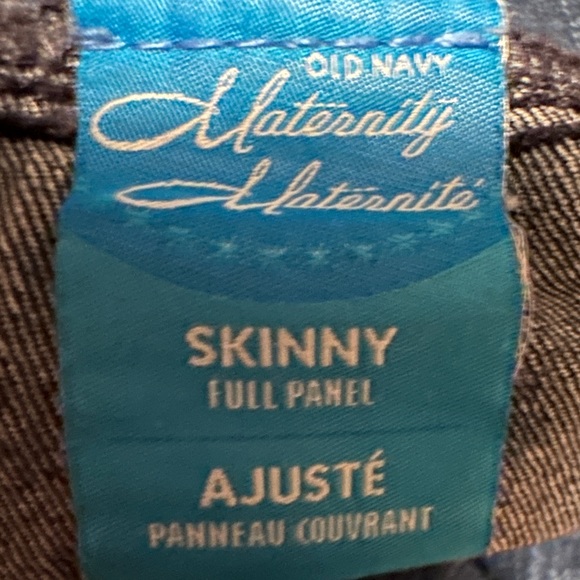 OLD NAVY
Maternity
Maternité
SKINNY
FULL PANEL
AJUSTÉ
PANNEAU COUVRANT